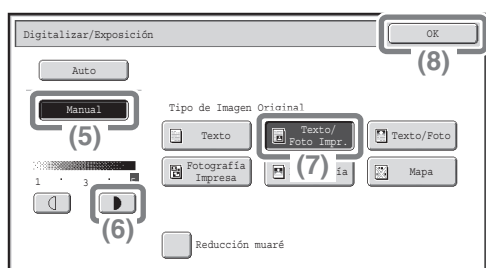 Digitalizar/Exposición
OK
(8)
Auto
Manual
(5)
Tipo de Imagen Original
Texto
Texto/
Foto Impr.
(7)
Texto/Foto
Fotografía
Impresa
ía
Mapa
1
3
(6)
Reducción muaré